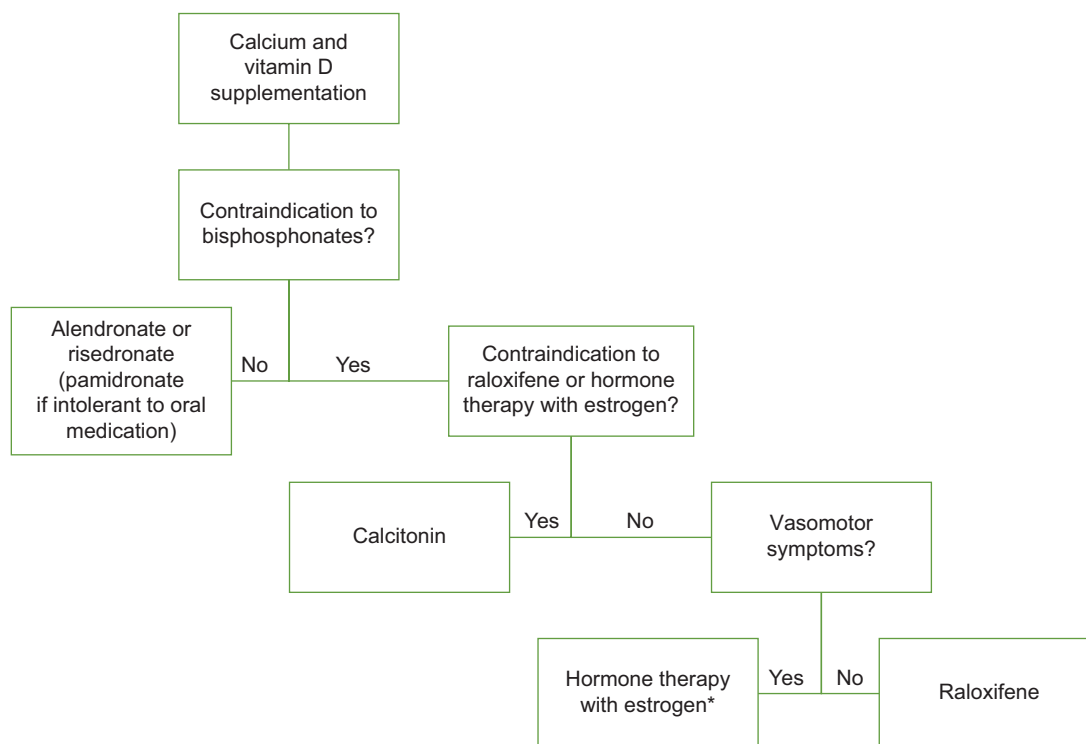 Calcium and
vitamin D
supplementation
Contraindication to
bisphosphonates?
Alendronate or
risedronate
(pamidronate
if intolerant to oral
medication)
No
Yes
Contraindication to
raloxifene or hormone
therapy with estrogen?
Calcitonin
Yes
No
Vasomotor
symptoms?
Hormone therapy
with estrogen*
Yes
No
Raloxifene